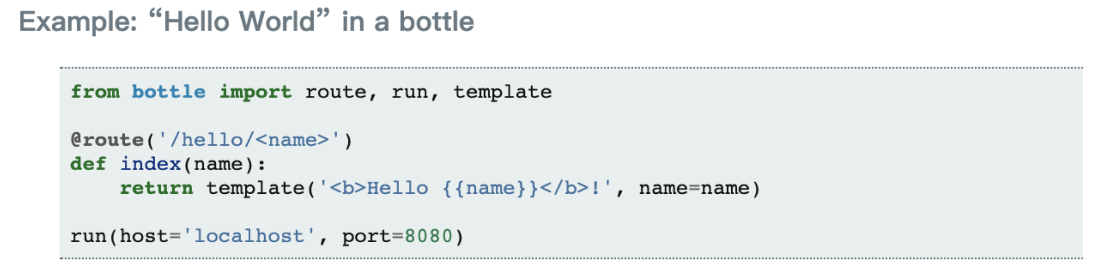 Example: “Hello World” in a bottle
from bottle import route, run, template
@route('/hello/<name>')
def index(name):
    return template('<b>Hello {{name}}</b>!', name=name)
run(host='localhost', port=8080)